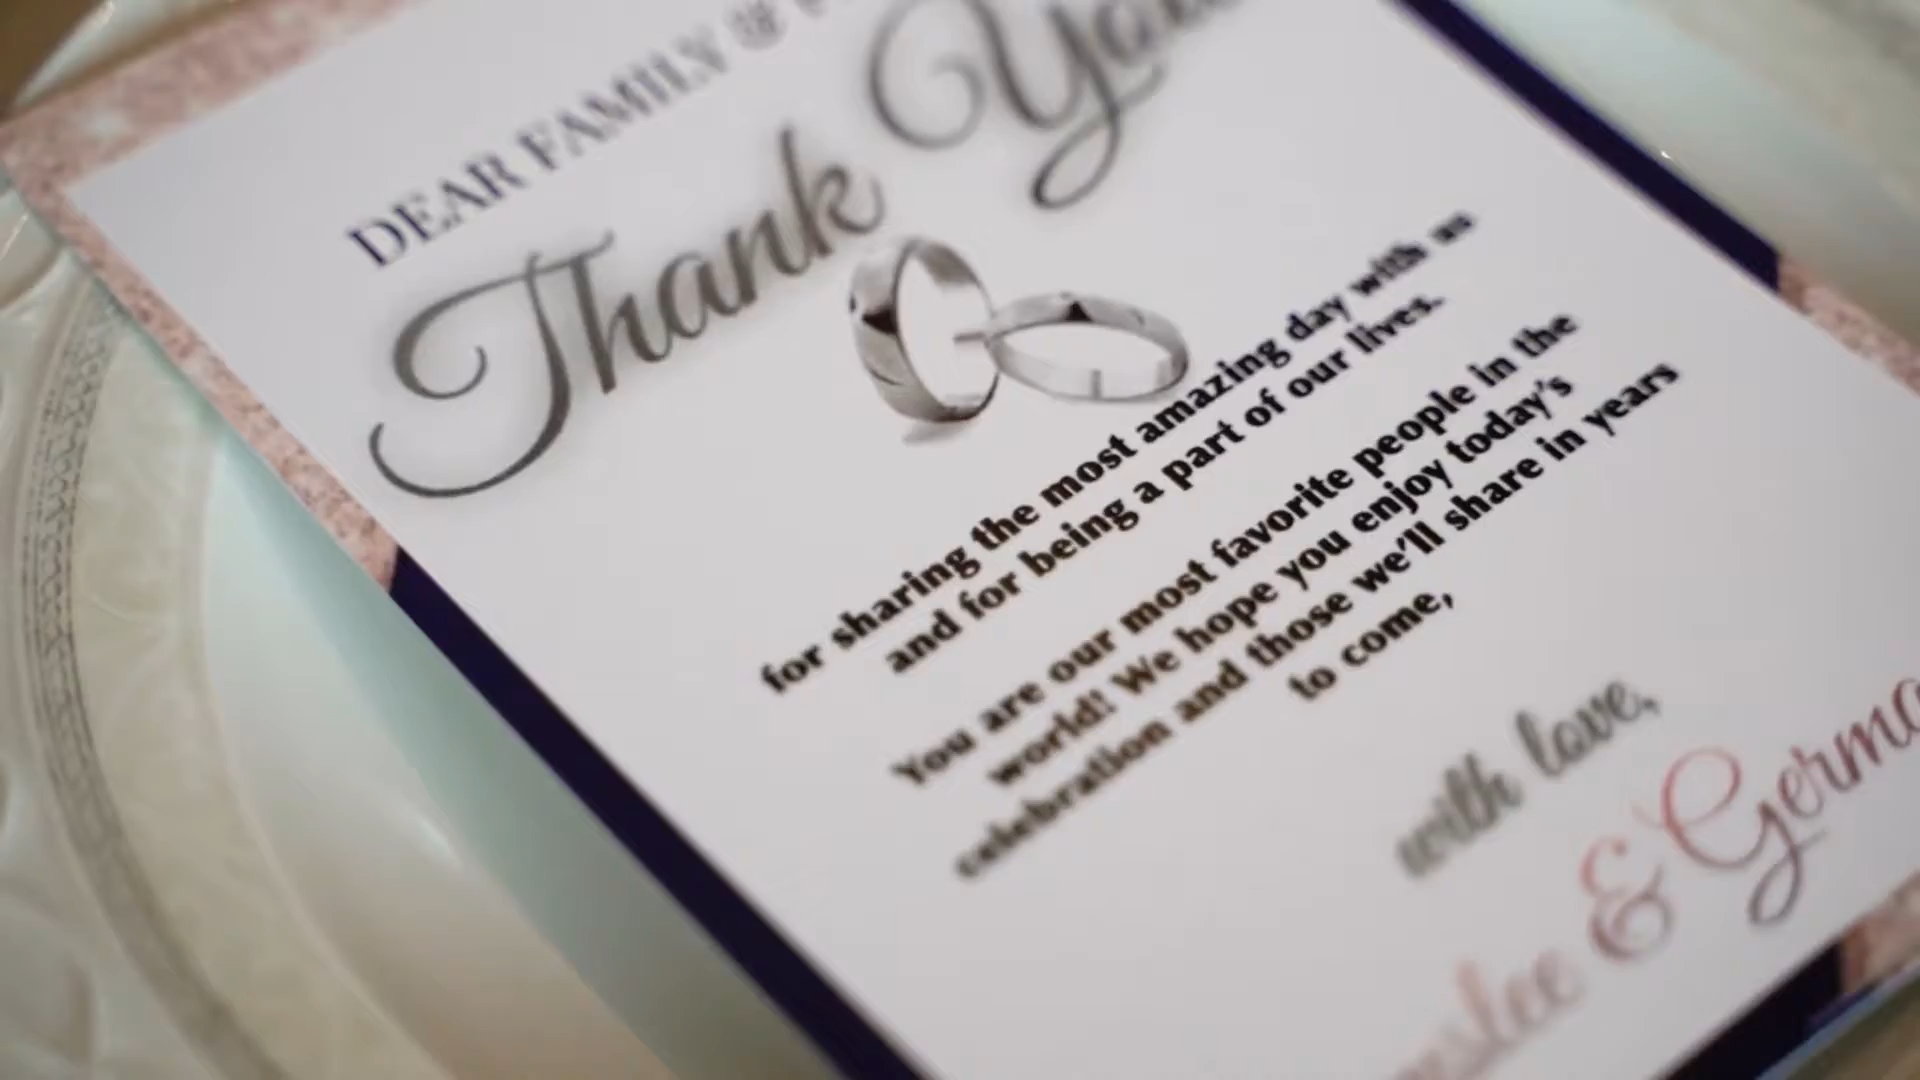 DEAR FAMILY &
Thank You
for sharing the most amazing day with us
and for being a part of our lives.
You are our most favorite people in the
world! We hope you enjoy today's
celebration and those we'll share in years
to come,
with love,
& Germa